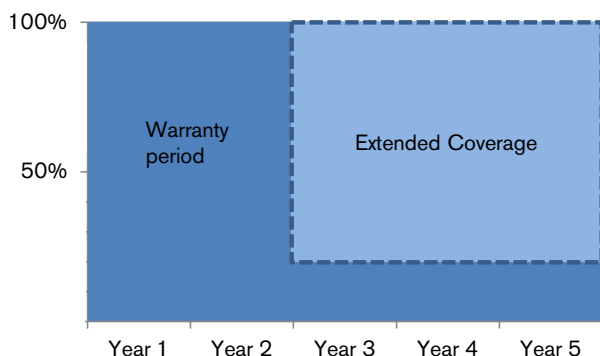 100%
Warranty
period
Extended Coverage
50%
Year 1 Year 2 Year 3 Year 4 Year 5